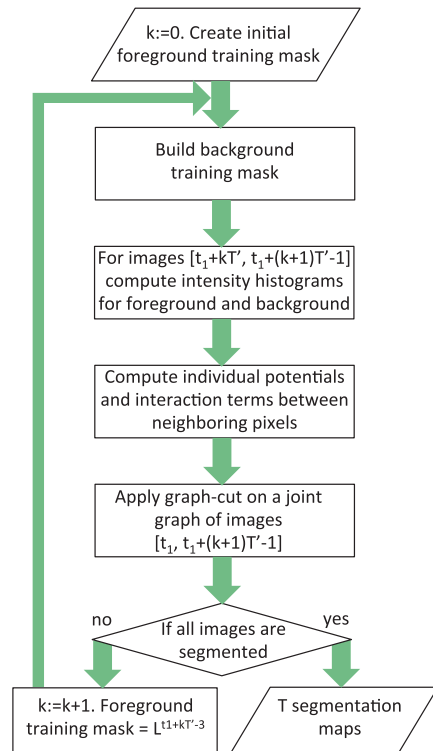 k:=0. Create initial
foreground training mask
Build background
training mask
For images [t₁+kT’, t₁+(k+1)T’-1]
compute intensity histograms
for foreground and background
Compute individual potentials
and interaction terms between
neighboring pixels
Apply graph-cut on a joint
graph of images
[t₁, t₁+(k+1)T’-1]
no
yes
If all images are
segmented
k:=k+1. Foreground
training mask = Lᵗ¹⁺ᵏᵀ’⁻³
T segmentation
maps